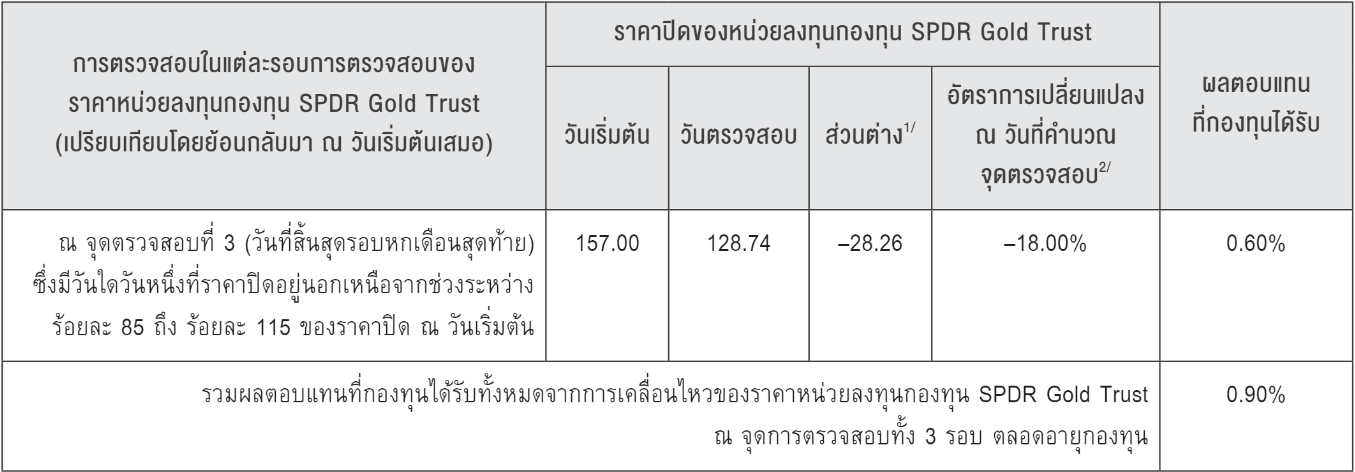 การตรวจสอบในแต่ละรอบการตรวจสอบของ
ราคาหน่วยลงทุนกองทุน SPDR Gold Trust
(เปรียบเทียบโดยย้อนกลับมา ณ วันเริ่มต้นเสมอ)
ราคาปิดของหน่วยลงทุนกองทุน SPDR Gold Trust
วันเริ่มต้น
วันตรวจสอบ
ส่วนต่าง1/
อัตราการเปลี่ยนแปลง
ณ วันที่คำนวณ
จุดตรวจสอบ2/
ผลตอบแทน
ที่กองทุนได้รับ
ณ จุดตรวจสอบที่ 3 (วันที่สิ้นสุดรอบหกเดือนสุดท้าย)
ซึ่งมีวันใดวันหนึ่งที่ราคาปิดอยู่นอกเหนือจากช่วงระหว่าง
ร้อยละ 85 ถึง ร้อยละ 115 ของราคาปิด ณ วันเริ่มต้น
157.00
128.74
–28.26
–18.00%
0.60%
รวมผลตอบแทนที่กองทุนได้รับทั้งหมดจากการเคลื่อนไหวของราคาหน่วยลงทุนกองทุน SPDR Gold Trust
ณ จุดการตรวจสอบทั้ง 3 รอบ ตลอดอายุกองทุน
0.90%